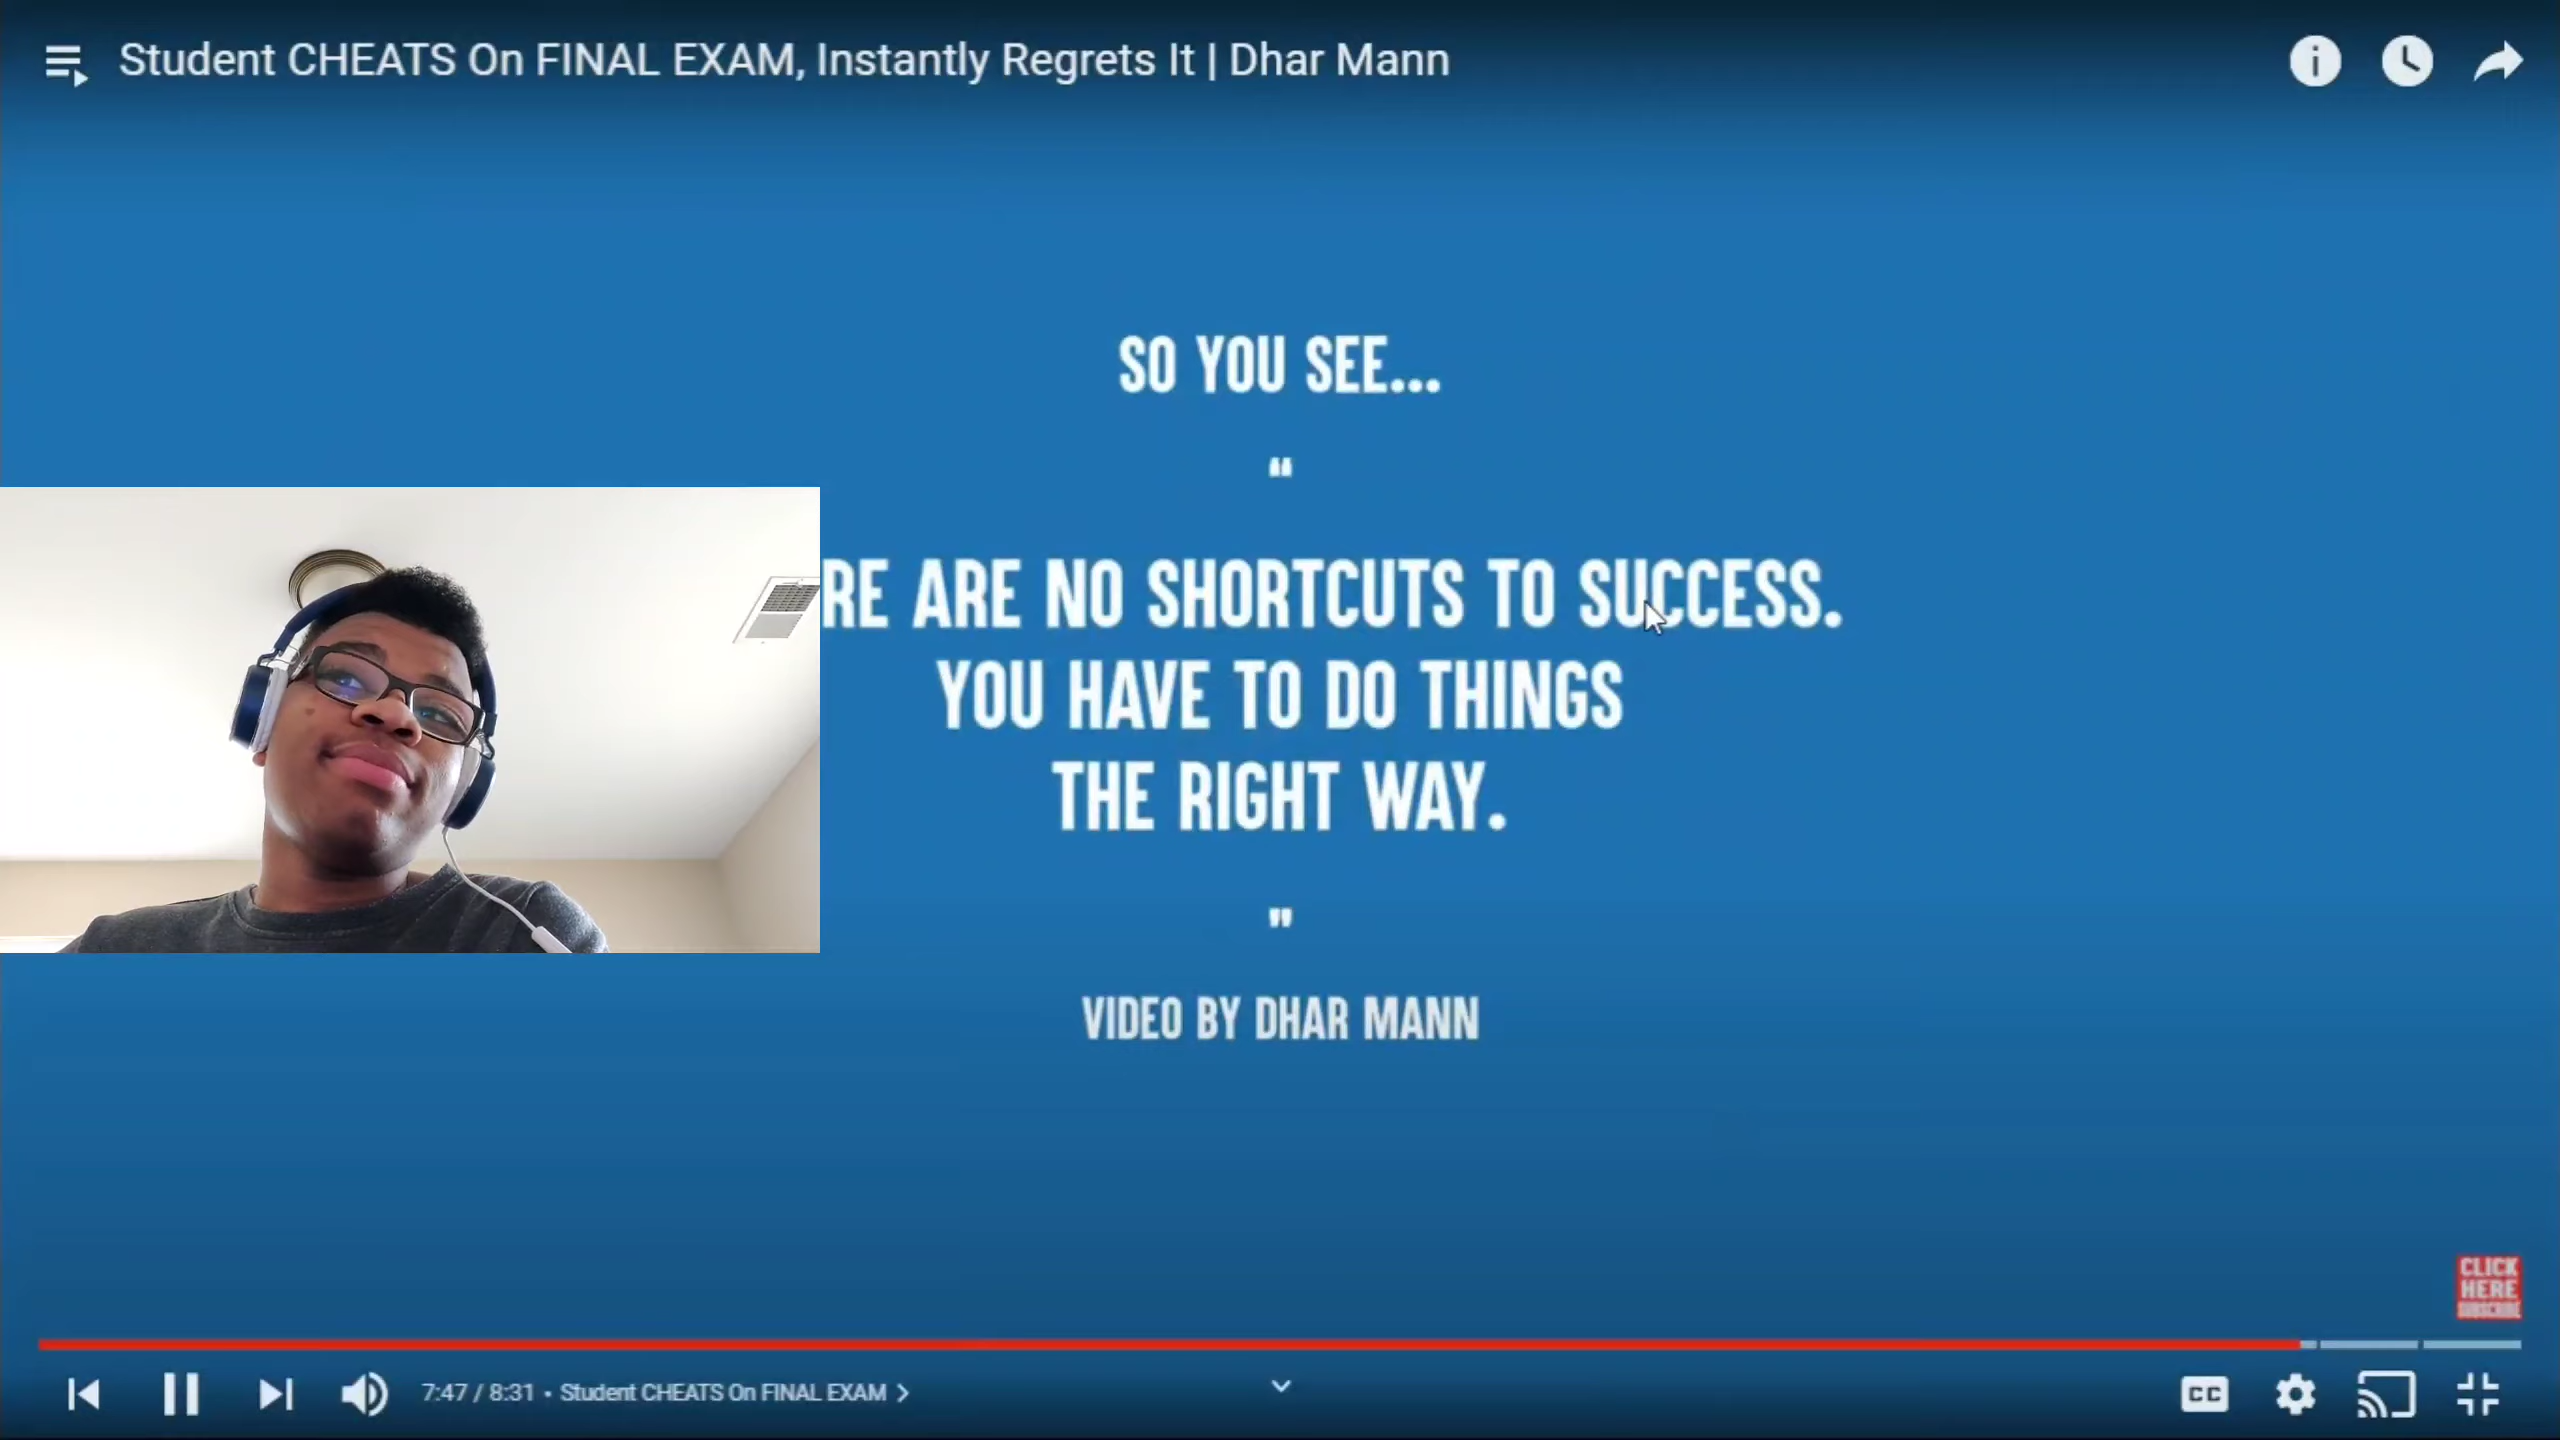 Student CHEATS On FINAL EXAM, Instantly Regrets It | Dhar Mann
SO YOU SEE...
“
RE ARE NO SHORTCUTS TO SUCCESS.
YOU HAVE TO DO THINGS
THE RIGHT WAY.
”
VIDEO BY DHAR MANN
CLICK
HERE
SUBSCRIBE
7:47 / 8:31 • Student CHEATS On FINAL EXAM >
CC